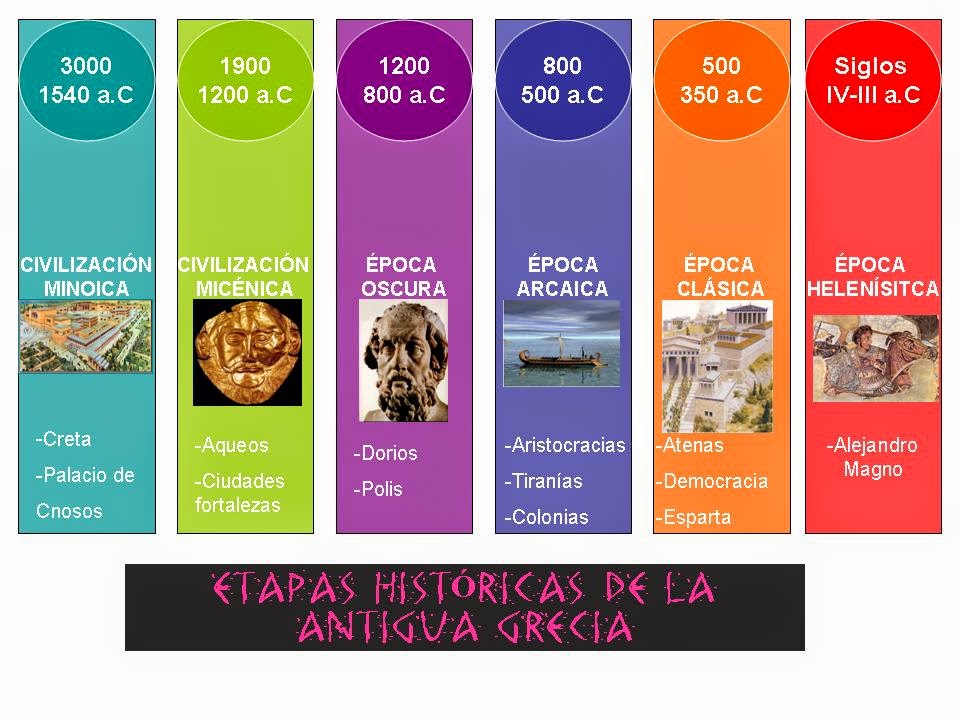 3000
1540 a.C
CIVILIZACIÓN
MINOICA
-Creta
-Palacio de
Cnosos
1900
1200 a.C
CIVILIZACIÓN
MICÉNICA
-Aqueos
-Ciudades
fortalezas
1200
800 a.C
ÉPOCA
OSCURA
-Dorios
-Polis
800
500 a.C
ÉPOCA
ARCAICA
-Aristocracias
-Tiranías
-Colonias
500
350 a.C
ÉPOCA
CLÁSICA
-Atenas
-Democracia
-Esparta
Siglos
IV-III a.C
ÉPOCA
HELENÍSITCA
-Alejandro
Magno
ETAPAS HISTÓRICAS DE LA
ANTIGUA GRECIA